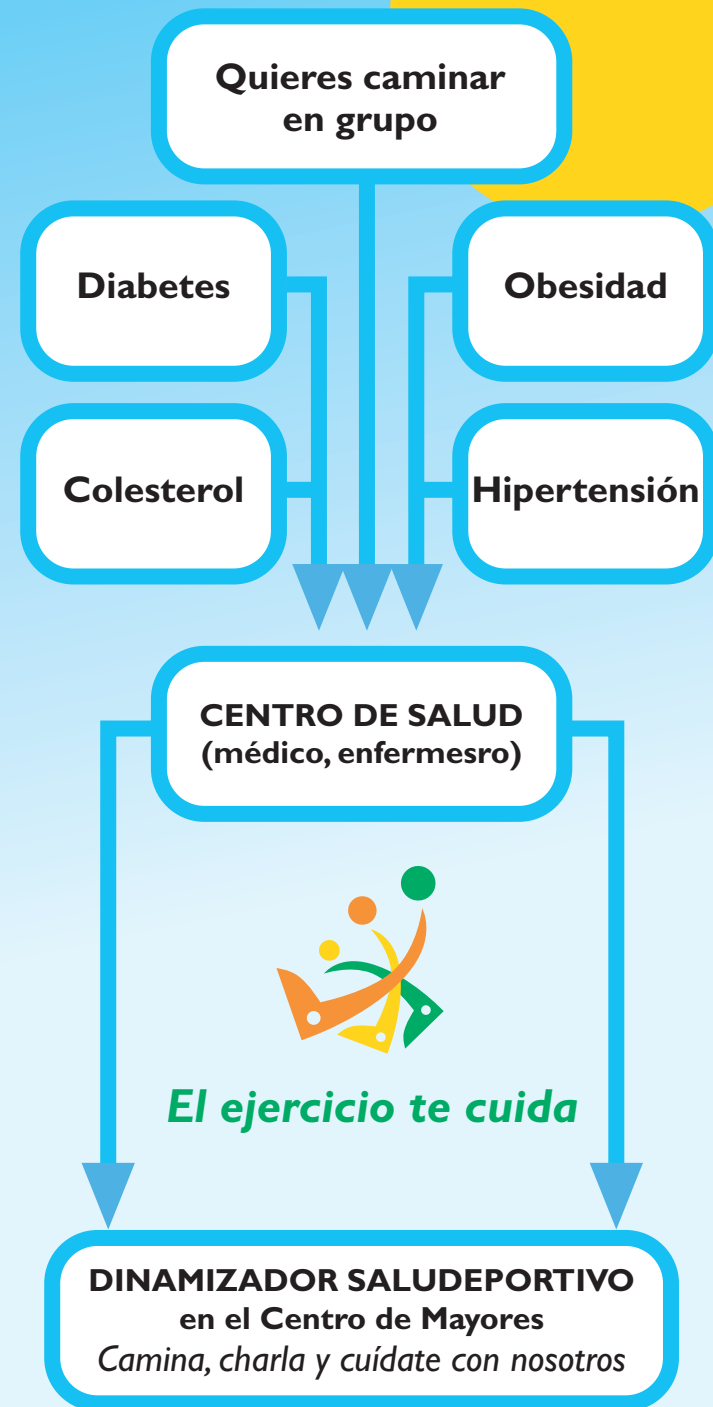 Quieres caminar
en grupo
Diabetes
Obesidad
Colesterol
Hipertensión
CENTRO DE SALUD
(médico, enfermesro)
El ejercicio te cuida
DINAMIZADOR SALUDEPORTIVO
en el Centro de Mayores
Camina, charla y cuídate con nosotros